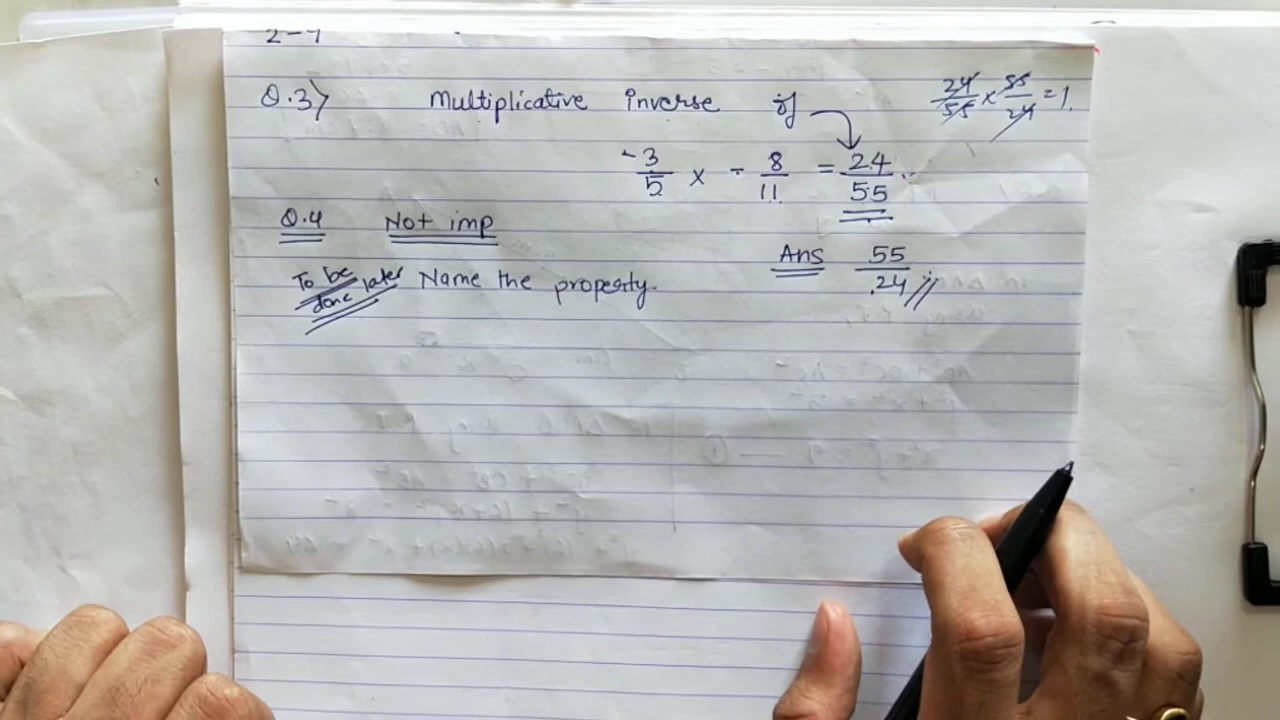 Q.3) Multiplicative inverse of
24/55 × 55/24 = 1.
-3/5 × -8/11 = 24/55
Q.4 Not imp
Ans 55/24
To be done later Name the property.